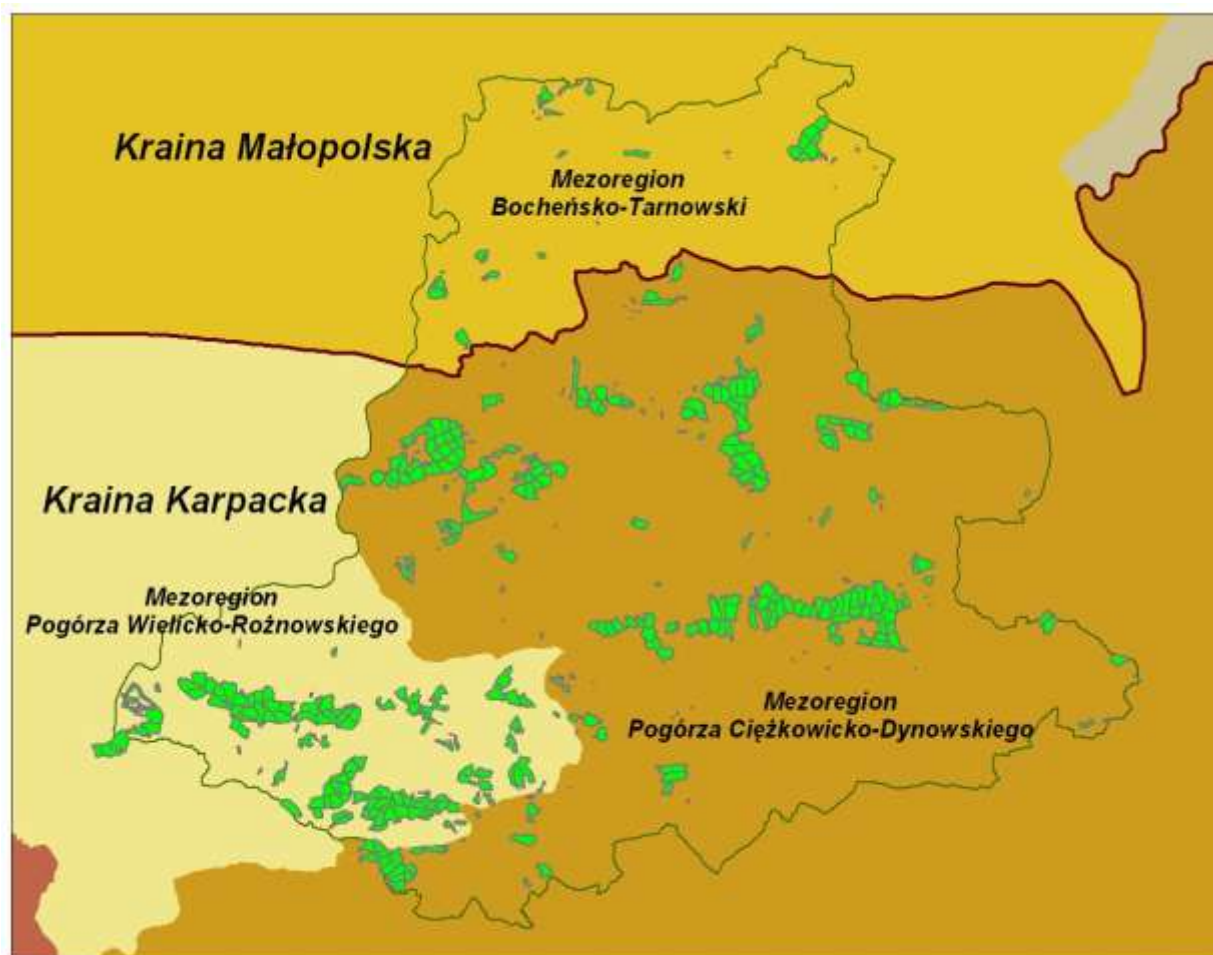 Kraina Małopolska
Mezoregion
Bocheńsko-Tarnowski
Kraina Karpacka
Mezoregion
Pogórza Wielicko-Rożnowskiego
Mezoregion
Pogórza Ciężkowicko-Dynowskiego